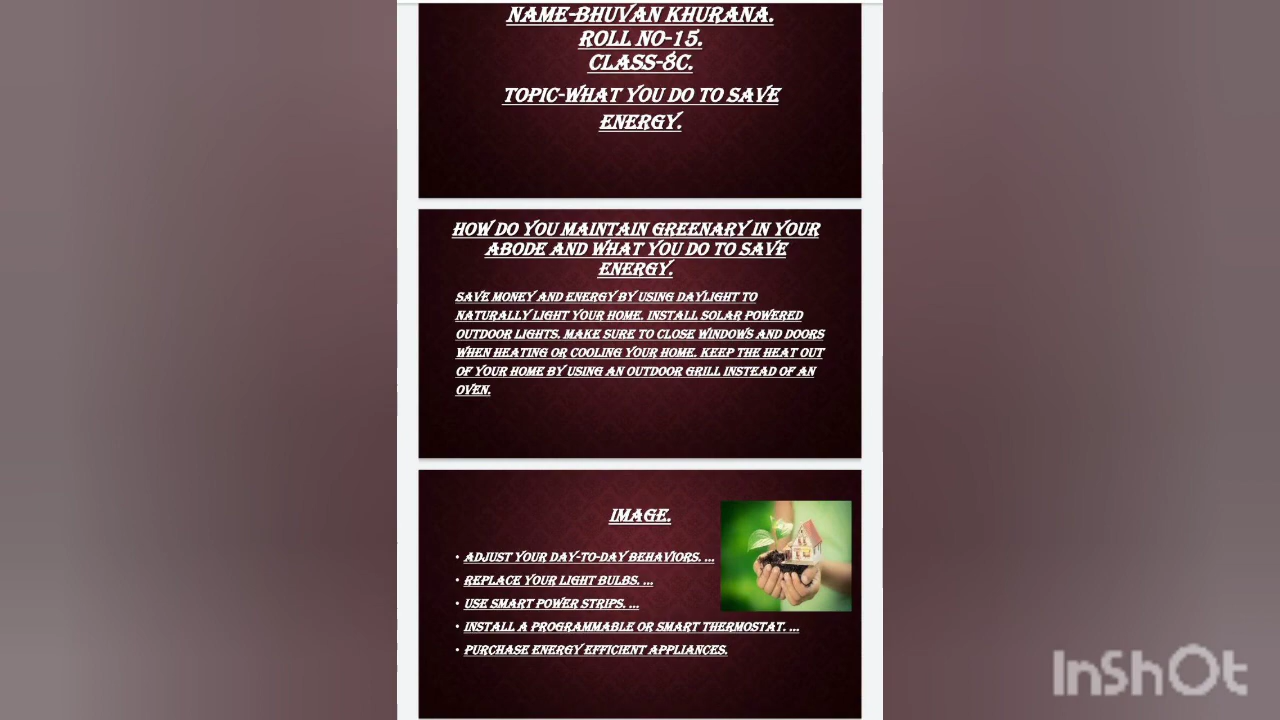 NAME-BHUVAN KHURANA.
ROLL NO-15.
CLASS-8C.
TOPIC-WHAT YOU DO TO SAVE
ENERGY.
HOW DO YOU MAINTAIN GREENARY IN YOUR
ABODE AND WHAT YOU DO TO SAVE
ENERGY.
SAVE MONEY AND ENERGY BY USING DAYLIGHT TO
NATURALLY LIGHT YOUR HOME. INSTALL SOLAR POWERED
OUTDOOR LIGHTS. MAKE SURE TO CLOSE WINDOWS AND DOORS
WHEN HEATING OR COOLING YOUR HOME. KEEP THE HEAT OUT
OF YOUR HOME BY USING AN OUTDOOR GRILL INSTEAD OF AN
OVEN.
IMAGE.
• ADJUST YOUR DAY-TO-DAY BEHAVIORS. ...
• REPLACE YOUR LIGHT BULBS. ...
• USE SMART POWER STRIPS. ...
• INSTALL A PROGRAMMABLE OR SMART THERMOSTAT. ...
• PURCHASE ENERGY EFFICIENT APPLIANCES.
InShOt